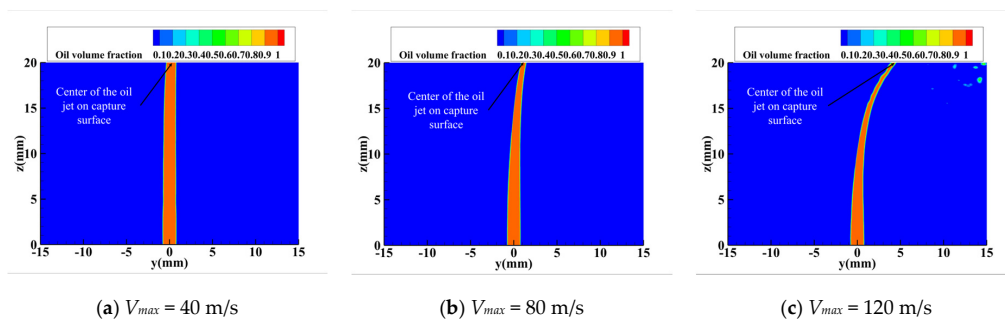 Oil volume fraction 0.10.20.30.40.50.60.70.80.9 1
Center of the oil
jet on capture
surface
z(mm)
20
15
10
5
0
-15 -10 -5 0 5 10 15
y(mm)
(a) Vmax = 40 m/s
Oil volume fraction 0.10.20.30.40.50.60.70.80.9 1
Center of the oil
jet on capture
surface
z(mm)
20
15
10
5
0
-15 -10 -5 0 5 10 15
y(mm)
(b) Vmax = 80 m/s
Oil volume fraction 0.10.20.30.40.50.60.70.80.9 1
Center of the oil
jet on capture
surface
z(mm)
20
15
10
5
0
-15 -10 -5 0 5 10 15
y(mm)
(c) Vmax = 120 m/s